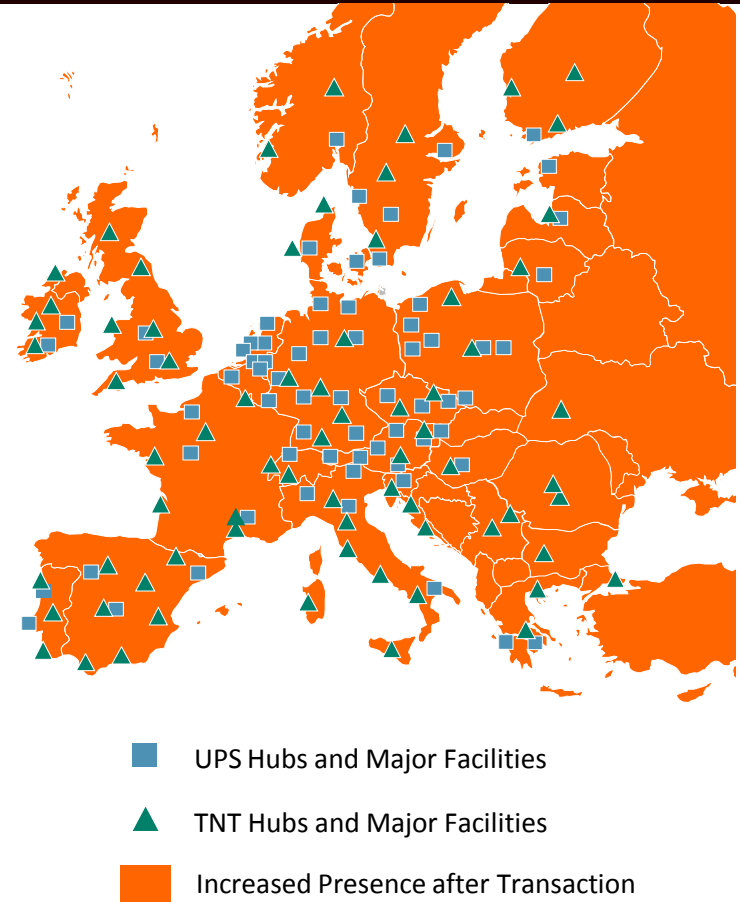 UPS Hubs and Major Facilities
TNT Hubs and Major Facilities
Increased Presence after Transaction